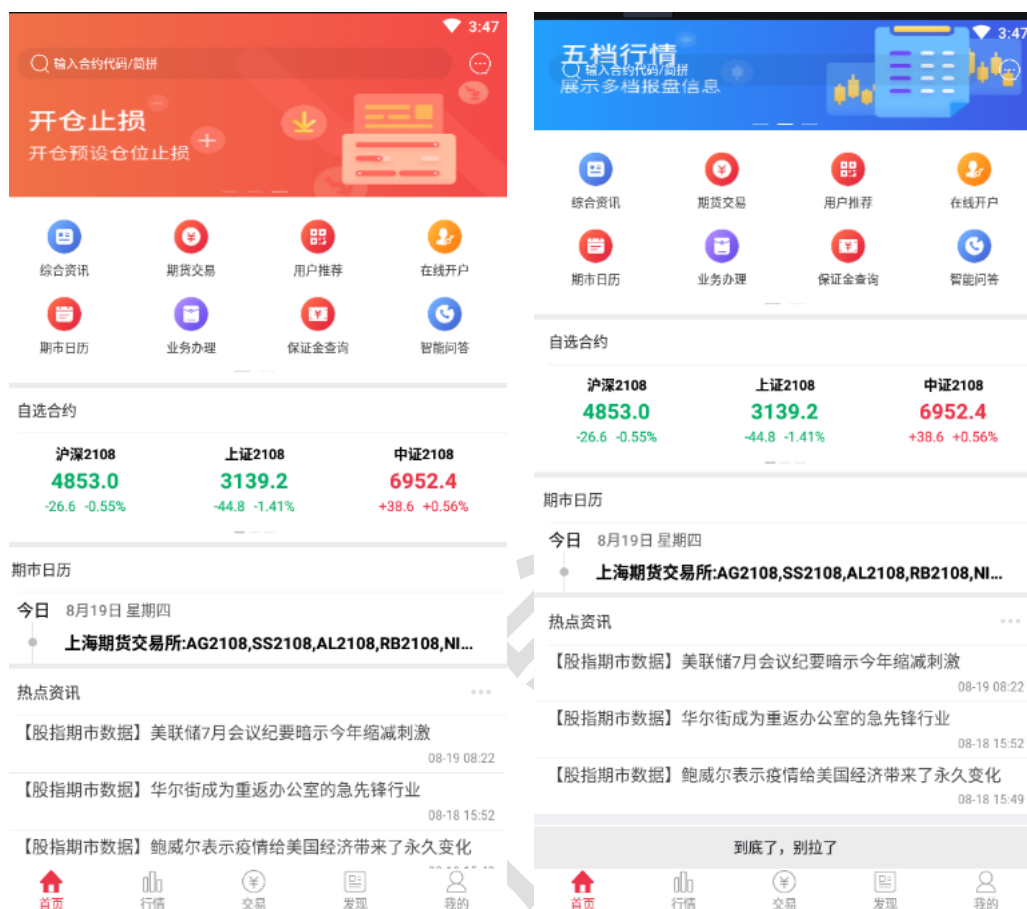 3:47
输入合约代码/简拼
开仓止损
开仓预设仓位止损
综合资讯 期货交易 用户推荐 在线开户
期市日历 业务办理 保证金查询 智能问答
自选合约
沪深2108 上证2108 中证2108
4853.0 3139.2 6952.4
-26.6 -0.55% -44.8 -1.41% +38.6 +0.56%
期市日历
今日 8月19日 星期四
上海期货交易所:AG2108,SS2108,AL2108,RB2108,NI...
热点资讯
【股指期市数据】美联储7月会议纪要暗示今年缩减刺激
08-19 08:22
【股指期市数据】华尔街成为重返办公室的急先锋行业
08-18 15:52
【股指期市数据】鲍威尔表示疫情给美国经济带来了永久变化
首页 行情 交易 发现 我的
3:47
五档行情
输入合约代码/简拼
展示多档报盘信息
综合资讯 期货交易 用户推荐 在线开户
期市日历 业务办理 保证金查询 智能问答
自选合约
沪深2108 上证2108 中证2108
4853.0 3139.2 6952.4
-26.6 -0.55% -44.8 -1.41% +38.6 +0.56%
期市日历
今日 8月19日 星期四
上海期货交易所:AG2108,SS2108,AL2108,RB2108,NI...
热点资讯
【股指期市数据】美联储7月会议纪要暗示今年缩减刺激
08-19 08:22
【股指期市数据】华尔街成为重返办公室的急先锋行业
08-18 15:52
【股指期市数据】鲍威尔表示疫情给美国经济带来了永久变化
08-18 15:49
到底了，别拉了
首页 行情 交易 发现 我的